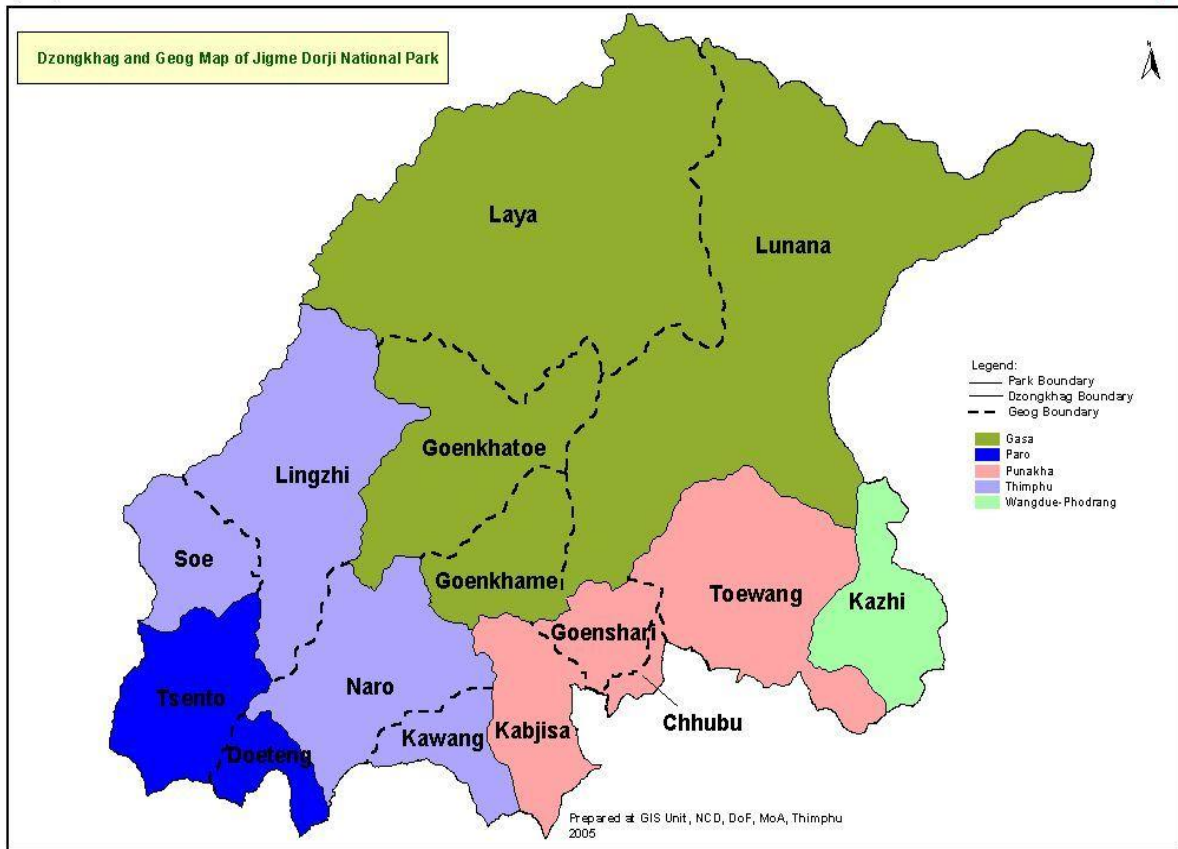 Dzongkhag and Geog Map of Jigme Dorji National Park
N
Laya
Lunana
Legend:
Park Boundary
Dzongkhag Boundary
Geog Boundary
Gasa
Paro
Punakha
Thimphu
Wangdue-Phodrang
Goenkhatoe
Lingzhi
Soe
Goenkhame
Toewang
Kazhi
Goenshari
Tsento
Naro
Chhubu
Doeteng
Kawang
Kabjisa
Prepared at GIS Unit, NCD, DoF, MoA, Thimphu
2005